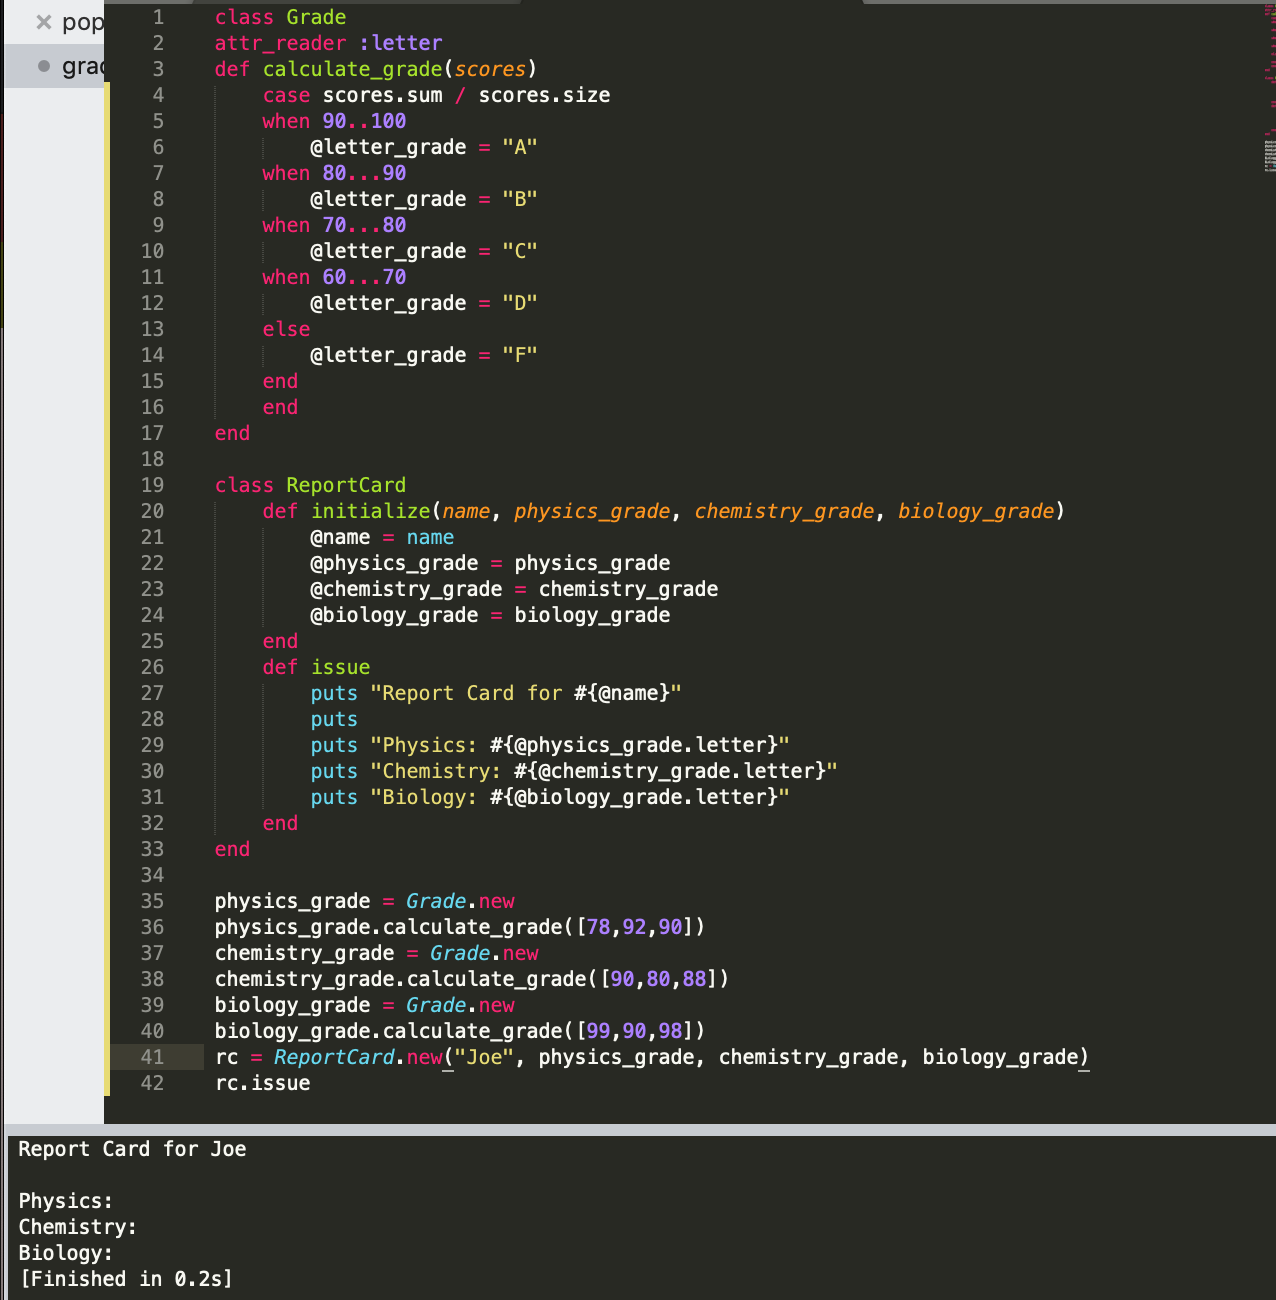 pop
grad
1 class Grade
2 attr_reader :letter
3 def calculate_grade(scores)
4     case scores.sum / scores.size
5     when 90..100
6         @letter_grade = "A"
7     when 80...90
8         @letter_grade = "B"
9     when 70...80
10         @letter_grade = "C"
11     when 60...70
12         @letter_grade = "D"
13     else
14         @letter_grade = "F"
15     end
16     end
17 end
18
19 class ReportCard
20     def initialize(name, physics_grade, chemistry_grade, biology_grade)
21         @name = name
22         @physics_grade = physics_grade
23         @chemistry_grade = chemistry_grade
24         @biology_grade = biology_grade
25     end
26     def issue
27         puts "Report Card for #{@name}"
28         puts
29         puts "Physics: #{@physics_grade.letter}"
30         puts "Chemistry: #{@chemistry_grade.letter}"
31         puts "Biology: #{@biology_grade.letter}"
32     end
33 end
34
35 physics_grade = Grade.new
36 physics_grade.calculate_grade([78,92,90])
37 chemistry_grade = Grade.new
38 chemistry_grade.calculate_grade([90,80,88])
39 biology_grade = Grade.new
40 biology_grade.calculate_grade([99,90,98])
41 rc = ReportCard.new("Joe", physics_grade, chemistry_grade, biology_grade)
42 rc.issue
Report Card for Joe

Physics:
Chemistry:
Biology:
[Finished in 0.2s]